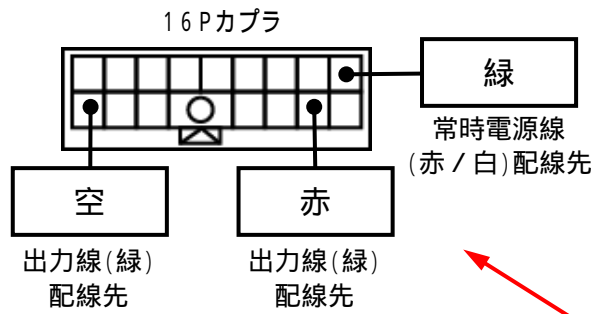 16Pカプラ
緑
常時電源線
(赤/白)配線先
空
赤
出力線(緑)
配線先
出力線(緑)
配線先